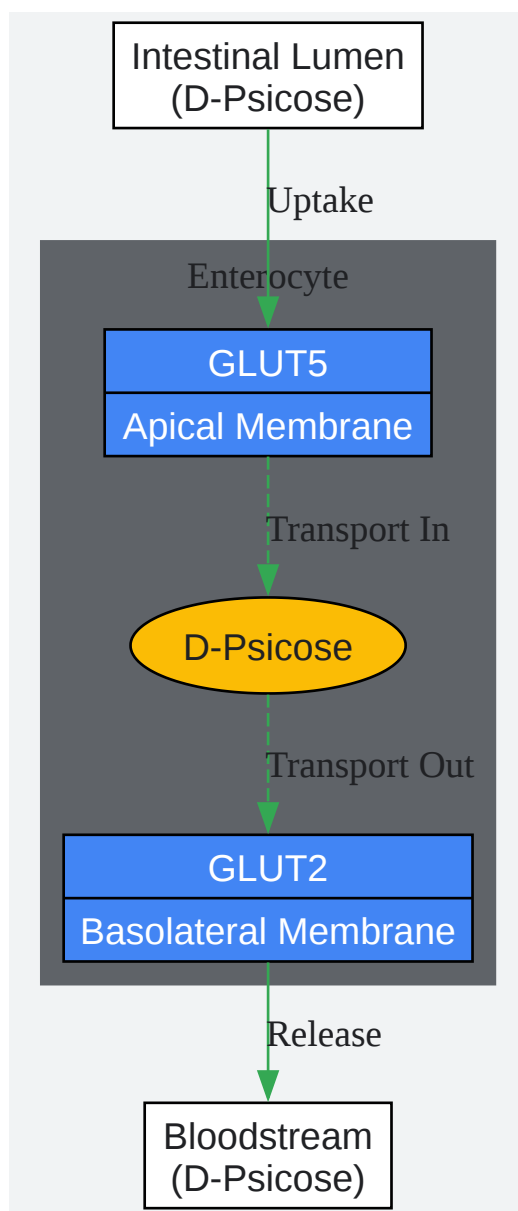 Intestinal Lumen
(D-Psicose)
Uptake
Enterocyte
GLUT5
Apical Membrane
Transport In
D-Psicose
Transport Out
GLUT2
Basolateral Membrane
Release
Bloodstream
(D-Psicose)